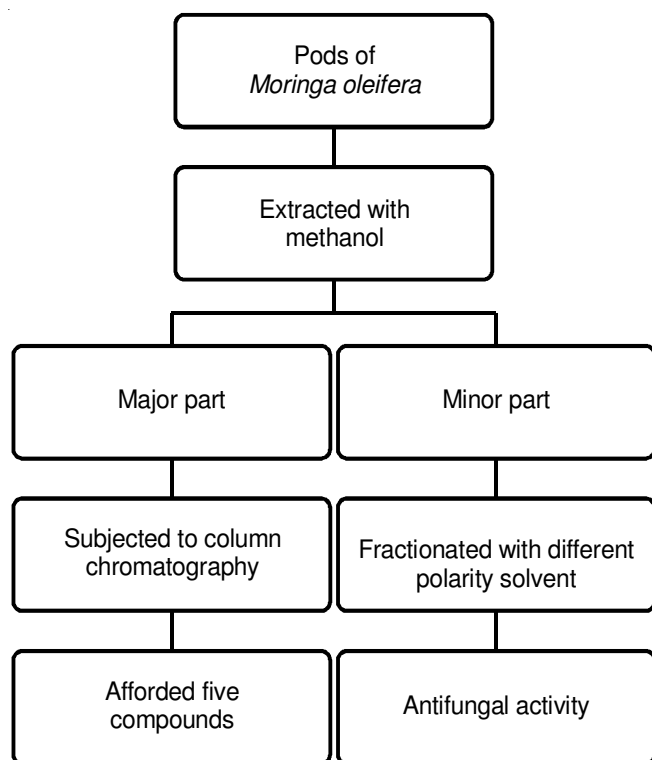 Pods of
Moringa oleifera
Extracted with
methanol
Major part
Minor part
Subjected to column
chromatography
Fractionated with different
polarity solvent
Afforded five
compounds
Antifungal activity